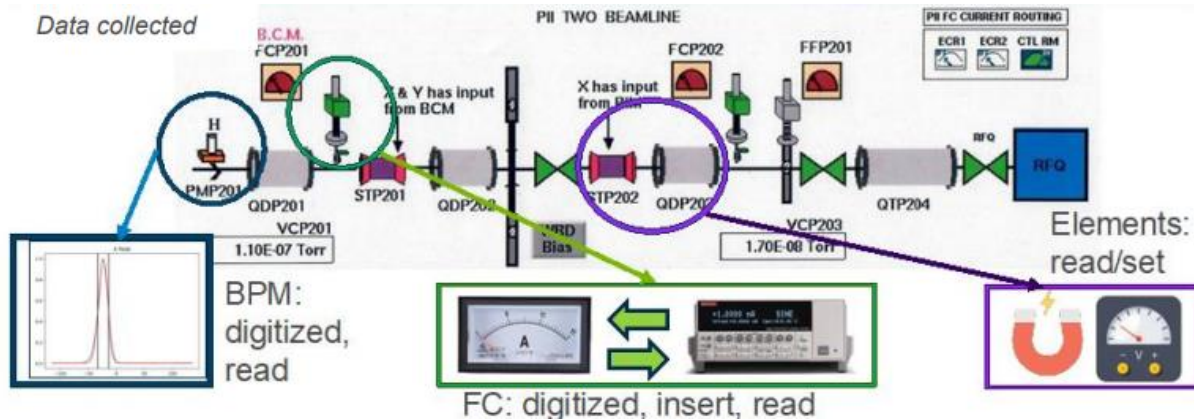 Data collected
PII TWO BEAMLINE
PII FC CURRENT ROUTING
ECR1 ECR2 CTL RM
B.C.M.
FCP201
FCP202
FFP201
X & Y has input
from BCM
X has input
from
H
RFQ
RFQ
PMP201
QDP201
STP201
STP202
QTP204
VCP201
1.10E-07 Torr
Bias
VCP203
1.70E-08 Torr
Elements:
read/set
BPM:
digitized,
read
A
V
FC: digitized, insert, read